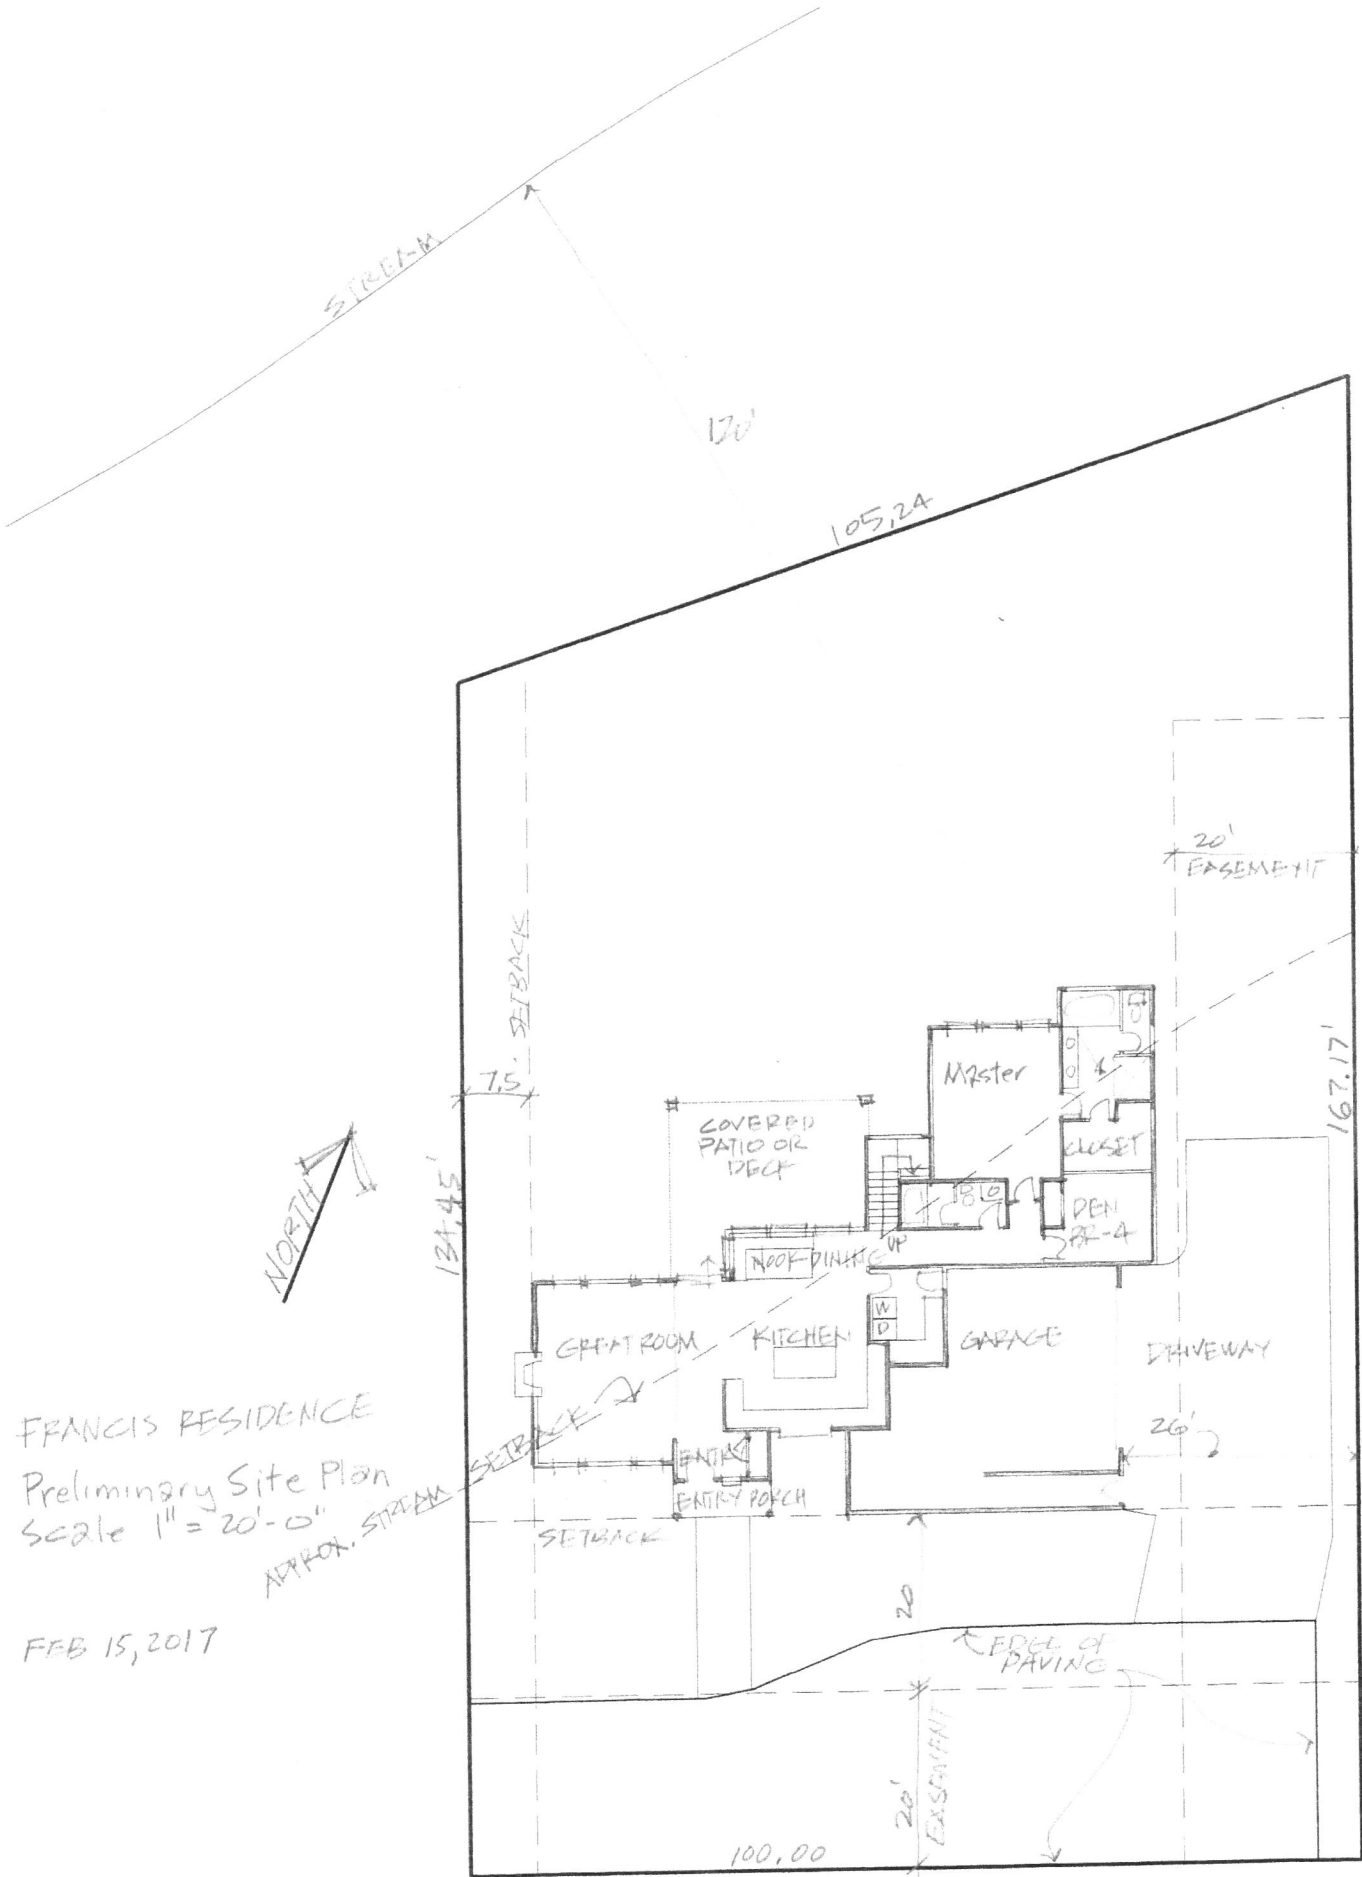 STREAM
120'
105,24
20'
EASEMENT
SETBACK
7.5'
Master
COVERED
PATIO OR
DECK
CLOSET
167.17'
NORTH
DEN
BR-4
134.45'
UP
NOOK-DINING
W
D
GREAT ROOM
KITCHEN
GARAGE
DRIVEWAY
26'
FRANCIS RESIDENCE
Preliminary Site Plan
Scale 1" = 20'-0"
APPROX. STREAM SETBACK
ENTRY
ENTRY PORCH
SETBACK
20
FEB 15, 2017
EDGE OF
PAVING
20'
EASEMENT
100.00